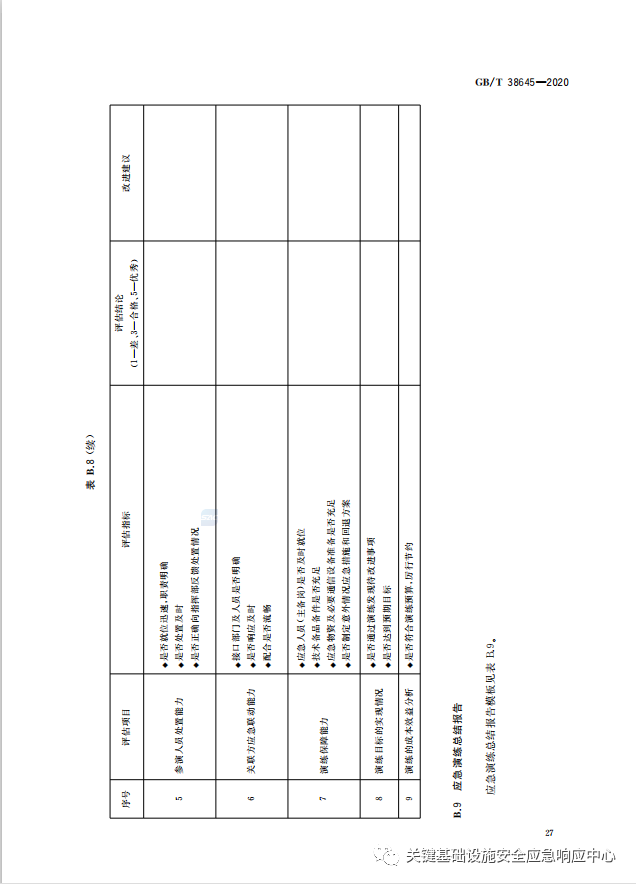 GB/T 38645—2020
表 B.8 (续)
序号 评估项目 评估指标 评估结论 改进建议
(1—差、3—合格、5—优秀)
5 参演人员处置能力
◆是否就位迅速,职责明确
◆是否处置及时
◆是否正确向指挥部反馈处置情况
6 关联方应急联动能力
◆接口部门及人员是否明确
◆是否响应及时
◆配合是否流畅
7 演练保障能力
◆应急人员(主备岗)是否及时就位
◆技术备品备件是否充足
◆应急物资及必要通信设备准备是否充足
◆是否制定意外情况应急措施和回退方案
8 演练目标的实现情况
◆是否通过演练发现待改进事项
◆是否达到预期目标
9 演练的成本效益分析
◆是否符合演练预算,厉行节约
B.9 应急演练总结报告
应急演练总结报告模板见表 B.9。
27
关键基础设施安全应急响应中心